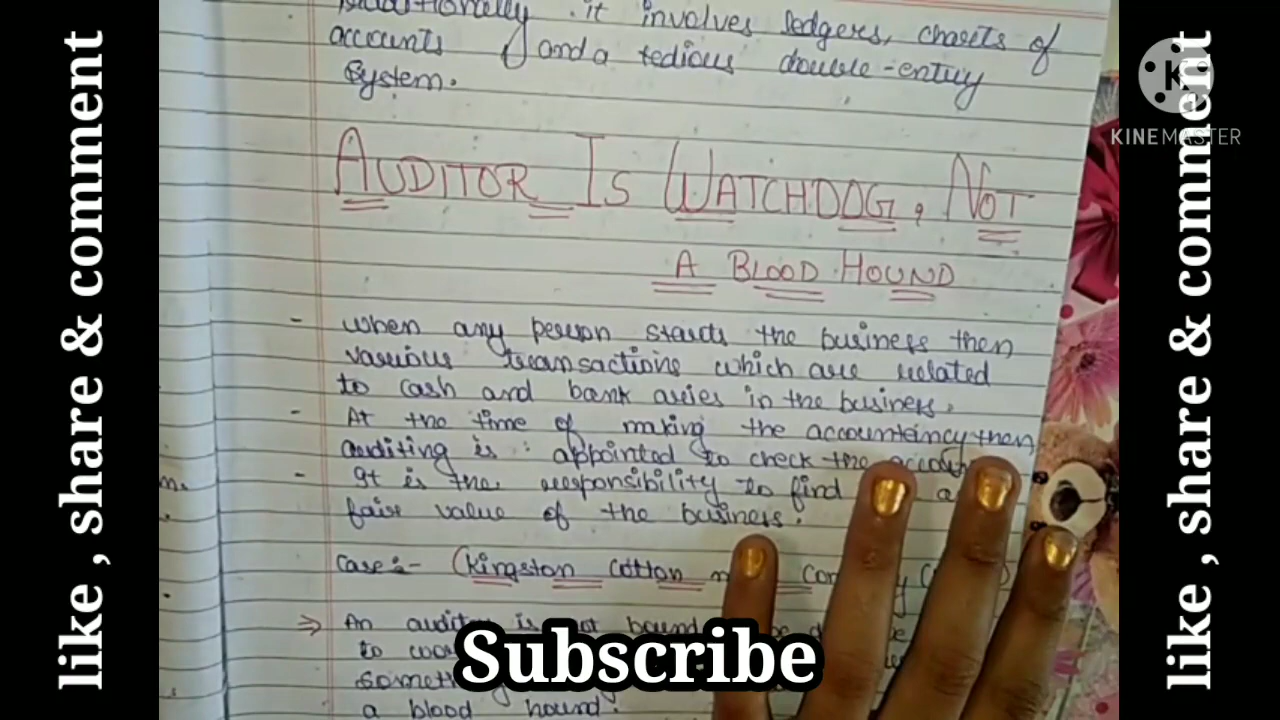 traditionally it involves ledgers, charts of
accounts and a tedious double-entry
system.
AUDITOR IS WATCHDOG, NOT
A BLOOD HOUND
- When any person starts the business then
various transactions which are related
to cash and bank aries in the business.
- At the time of making the accountancy then
auditing is appointed to check the
- It is the responsibility to find
fair value of the business.
Case:- (Kingston Cotton
⇒ An is bound
to
a blood hound.
Subscribe
like , share & comment
like , share & comment
KINEMASTER
K